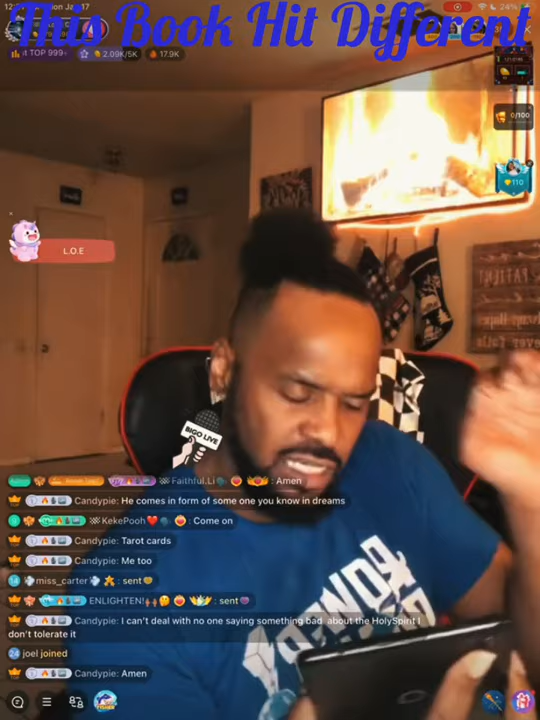 This Book Hit Different
TOP 999+
2.09K/5K
17.9K
24%
0/100
110
L.O.E
BIGO LIVE
Faithful.Li : Amen
Candypie: He comes in form of some one you know in dreams
KekePooh : Come on
Candypie: Tarot cards
Candypie: Me too
14 miss_carter : sent
ENLIGHTEN! : sent
Candypie: I can't deal with no one saying something bad about the HolySpirit I
don't tolerate it
24 joel joined
Candypie: Amen